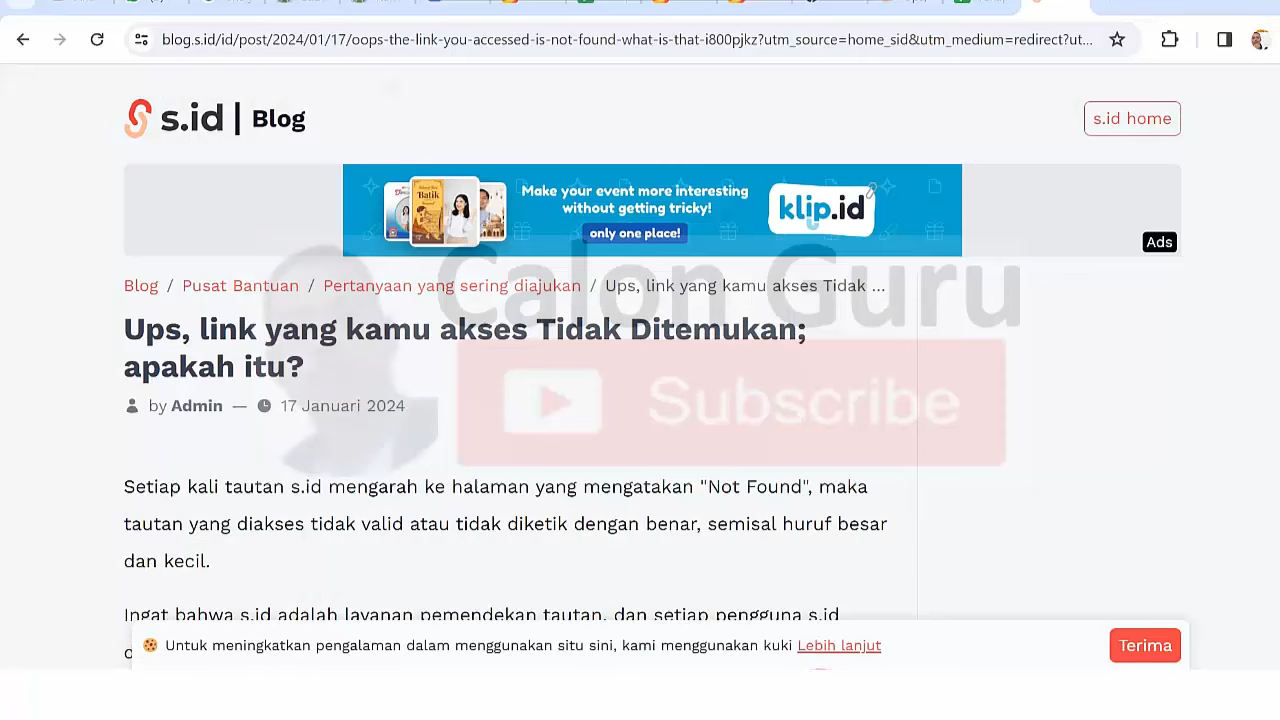 blog.s.id/id/post/2024/01/17/oops-the-link-you-accessed-is-not-found-what-is-that-i800pjkz?utm_source=home_sid&utm_medium=redirect?ut...
s.id | Blog
s.id home
Batik
Make your event more interesting
without getting tricky!
only one place!
klip.id
Ads
Blog / Pusat Bantuan / Pertanyaan yang sering diajukan / Ups, link yang kamu akses Tidak ...
Calon Guru
Ups, link yang kamu akses Tidak Ditemukan;
apakah itu?
by Admin — 17 Januari 2024
Subscribe
Setiap kali tautan s.id mengarah ke halaman yang mengatakan "Not Found", maka
tautan yang diakses tidak valid atau tidak diketik dengan benar, semisal huruf besar
dan kecil.
Ingat bahwa s.id adalah layanan pemendekan tautan, dan setiap pengguna s.id
Untuk meningkatkan pengalaman dalam menggunakan situs sini, kami menggunakan kuki Lebih lanjut
Terima